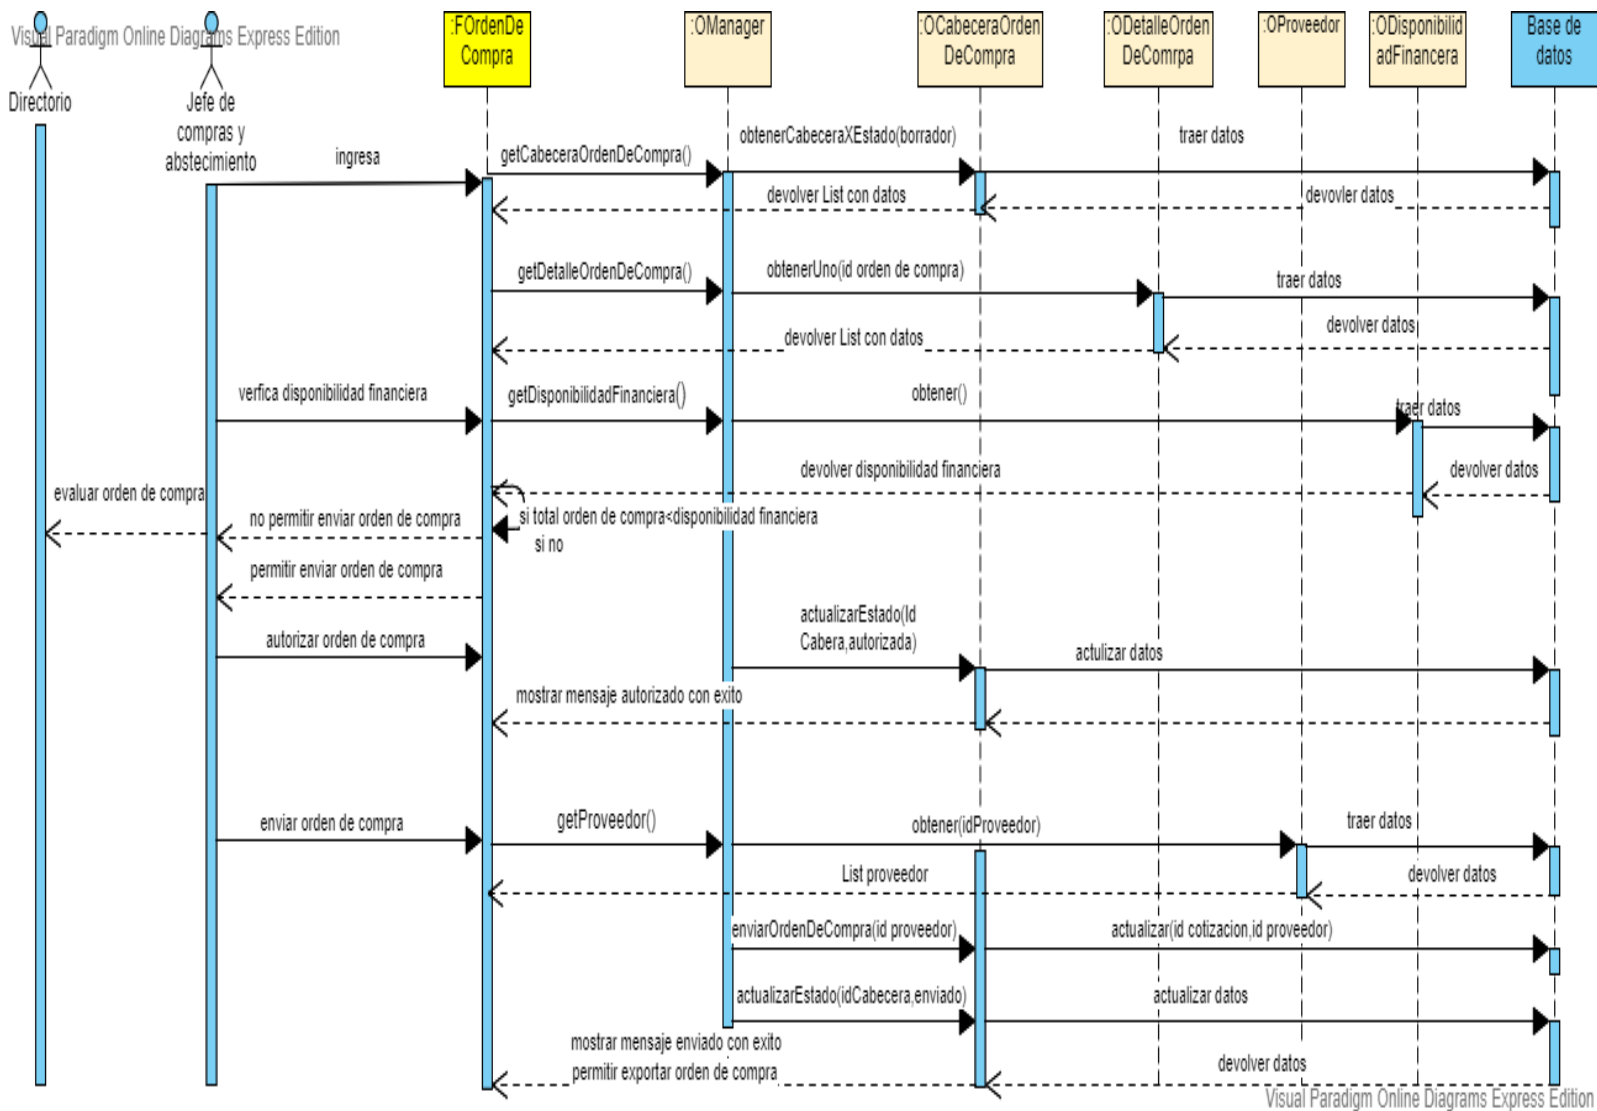 Visual Paradigm Online Diagrams Express Edition
Directorio
Jefe de
compras y
abstecimiento
:FOrdenDe
Compra
:OManager
:OCabeceraOrden
DeCompra
:ODetalleOrden
DeComrpa
:OProveedor
:ODisponibilid
adFinancera
Base de
datos
ingresa
getCabeceraOrdenDeCompra()
obtenerCabeceraXEstado(borrador)
traer datos
devolver List con datos
devovler datos
getDetalleOrdenDeCompra()
obtenerUno(id orden de compra)
traer datos
devolver List con datos
devolver datos
verfica disponibilidad financiera
getDisponibilidadFinanciera()
obtener()
traer datos
devolver disponibilidad financiera
devolver datos
evaluar orden de compra
no permitir enviar orden de compra
si total orden de compra<disponibilidad financiera
si no
permitir enviar orden de compra
autorizar orden de compra
actualizarEstado(Id
Cabera,autorizada)
actulizar datos
mostrar mensaje autorizado con exito
enviar orden de compra
getProveedor()
obtener(idProveedor)
traer datos
List proveedor
devolver datos
enviarOrdenDeCompra(id proveedor)
actualizar(id cotizacion,id proveedor)
actualizarEstado(idCabecera,enviado)
actualizar datos
mostrar mensaje enviado con exito
permitir exportar orden de compra
devolver datos
Visual Paradigm Online Diagrams Express Edition